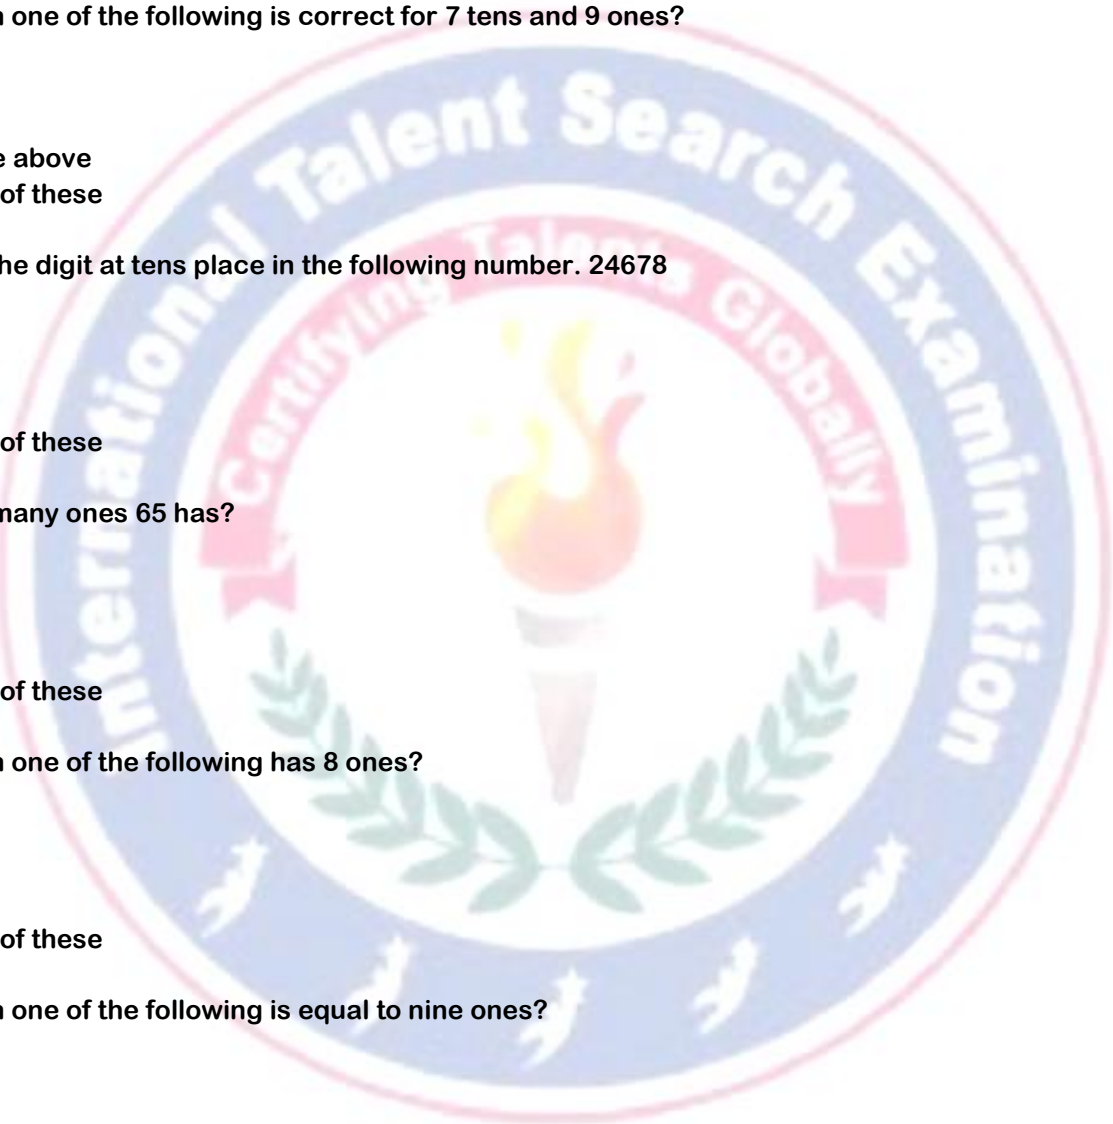 one of the following is correct for 7 tens and 9 ones?
above
of these
he digit at tens place in the following number. 24678
of these
many ones 65 has?
of these
one of the following has 8 ones?
of these
one of the following is equal to nine ones?
International Talent Search Examination
Certifying Talents Globally